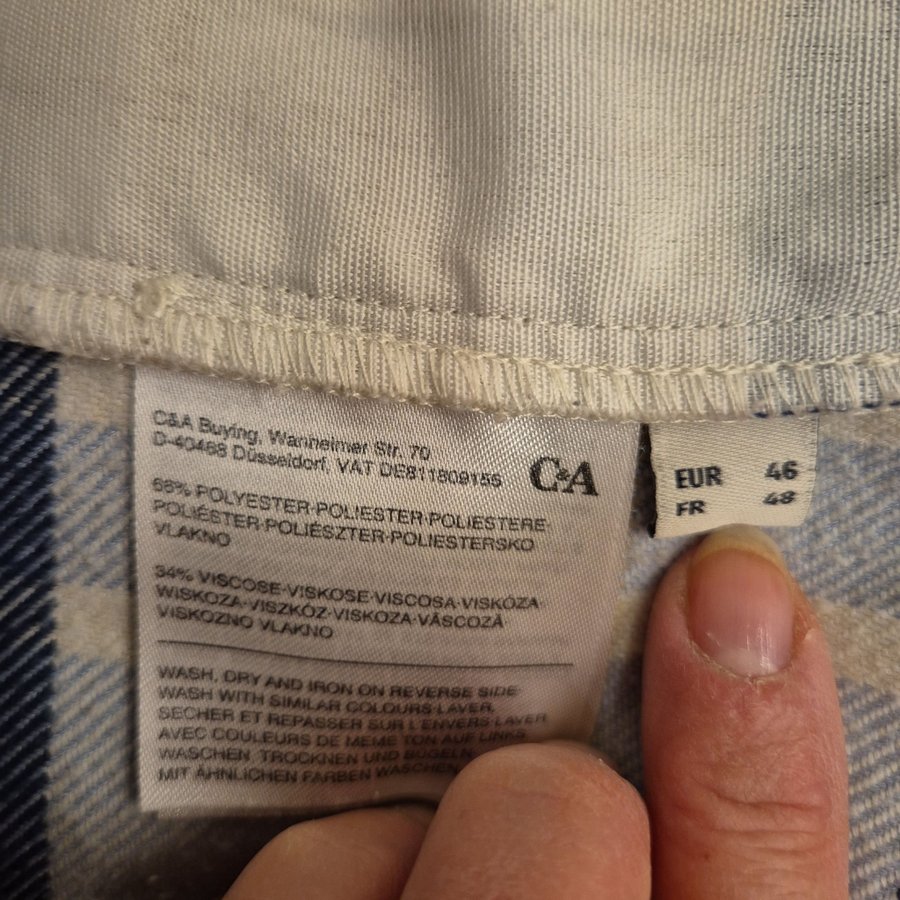 C&A Buying, Wanheimer Str. 70
D-40468 Düsseldorf, VAT DE811809155
C&A
66% POLYESTER·POLIESTER·POLIESTERE·
POLIÉSTER·POLIÉSZTER·POLIESTERSKO
VLAKNO
34% VISCOSE·VISKOSE·VISCOSA·VISKÓZA·
WISKOZA·VISZKÓZ·VISKOZA·VÂSCOZĂ
VISKOZNO VLAKNO
WASH, DRY AND IRON ON REVERSE SIDE·
WASH WITH SIMILAR COLOURS·LAVER,
SECHER ET REPASSER SUR L'ENVERS·LAVER
AVEC COULEURS DE MEME TON·AUF LINKS
WASCHEN, TROCKNEN UND BÜGELN,
MIT ÄHNLICHEN FARBEN WASCHEN
EUR 46
FR 48